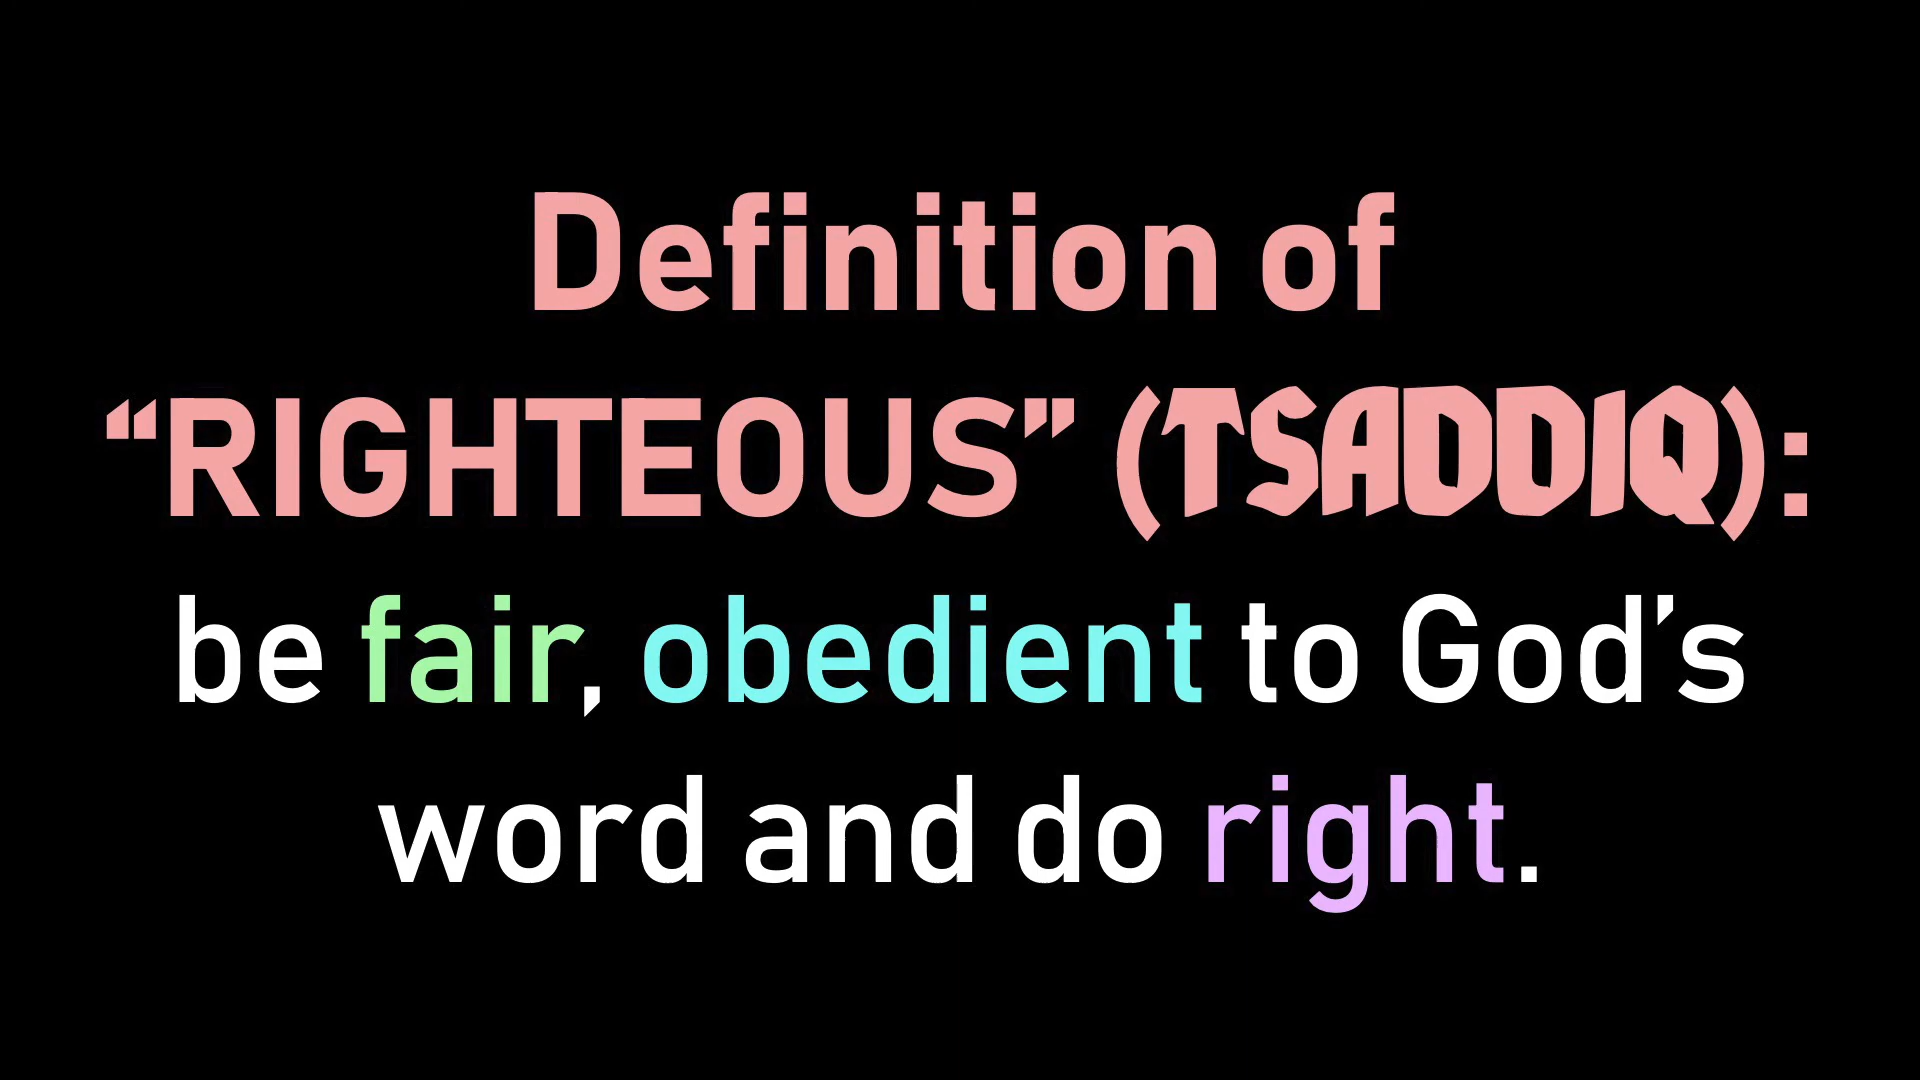 Definition of
“RIGHTEOUS” (TSADDIQ):
be fair, obedient to God’s
word and do right.